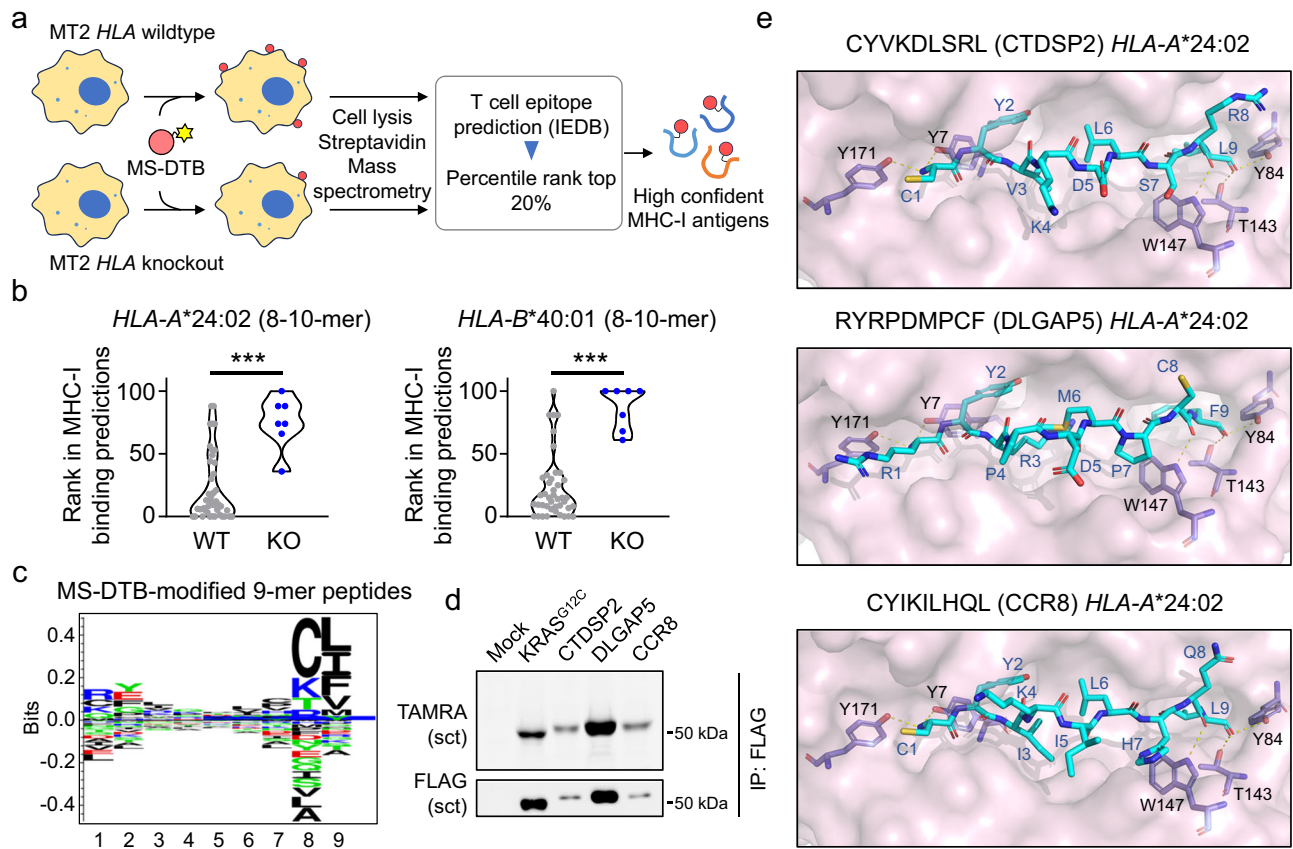 a
MT2 HLA wildtype
MS-DTB
MT2 HLA knockout
Cell lysis
Streptavidin
Mass
spectrometry
T cell epitope
prediction (IEDB)
Percentile rank top
20%
High confident
MHC-I antigens
b
HLA-A*24:02 (8-10-mer)
***
Rank in MHC-I
binding predictions
100
50
0
WT
KO
HLA-B*40:01 (8-10-mer)
***
Rank in MHC-I
binding predictions
100
50
0
WT
KO
c
MS-DTB-modified 9-mer peptides
Bits
0.4
0.2
0.0
-0.2
-0.4
1 2 3 4 5 6 7 8 9
d
Mock
KRASG12C
CTDSP2
DLGAP5
CCR8
TAMRA
(sct)
-50 kDa
FLAG
(sct)
-50 kDa
IP: FLAG
e
CYVKDLSRL (CTDSP2) HLA-A*24:02
Y171
Y7
Y2
C1
V3
K4
D5
L6
S7
R8
L9
Y84
T143
W147
RYRPDMPCF (DLGAP5) HLA-A*24:02
Y171
Y7
Y2
R1
P4
R3
M6
D5
P7
C8
F9
Y84
T143
W147
CYIKILHQL (CCR8) HLA-A*24:02
Y171
Y7
Y2
K4
C1
I3
I5
L6
H7
Q8
L9
Y84
T143
W147